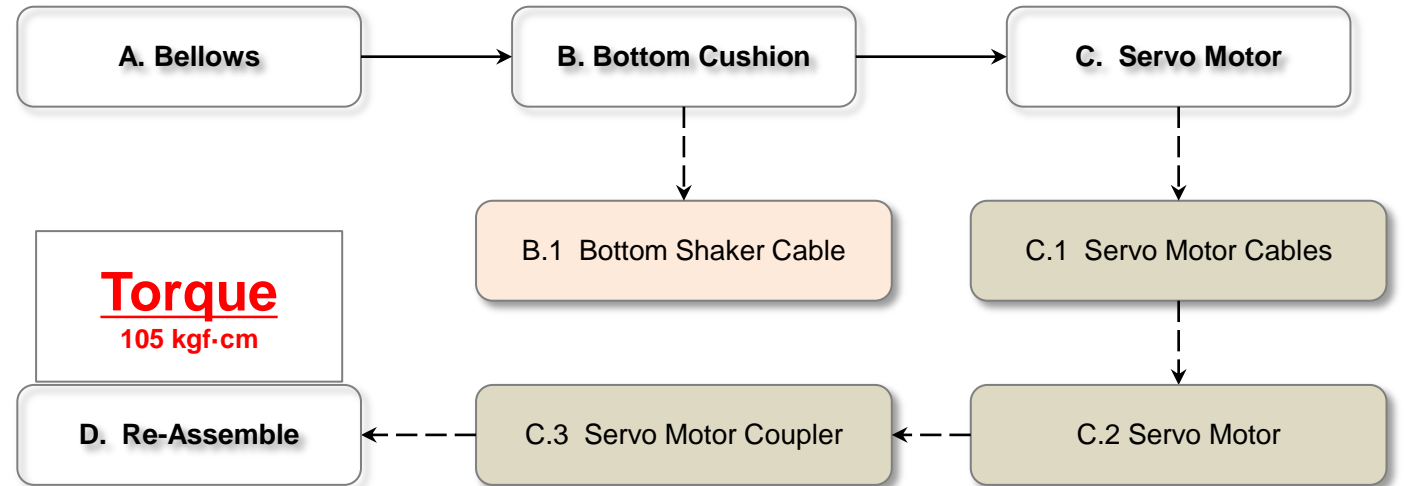 A. Bellows
B. Bottom Cushion
C. Servo Motor
B.1 Bottom Shaker Cable
C.1 Servo Motor Cables
Torque
105 kgf·cm
D. Re-Assemble
C.3 Servo Motor Coupler
C.2 Servo Motor